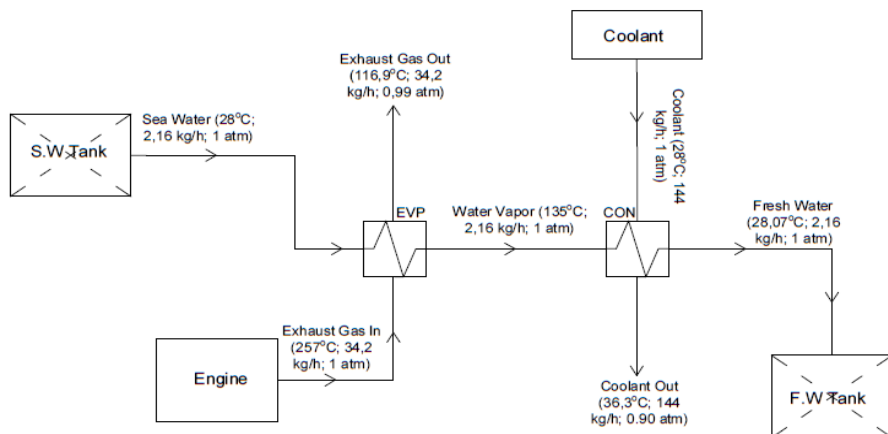 Coolant
Exhaust Gas Out
(116,9°C; 34,2
kg/h; 0,99 atm)
Sea Water (28°C;
2,16 kg/h; 1 atm)
S.W Tank
Coolant (28°C; 144
kg/h; 1 atm)
EVP
Water Vapor (135°C;
2,16 kg/h; 1 atm)
CON
Fresh Water
(28,07°C; 2,16
kg/h; 1 atm)
Exhaust Gas In
(257°C; 34,2
kg/h; 1 atm)
Engine
Coolant Out
(36,3°C; 144
kg/h; 0.90 atm)
F.W Tank